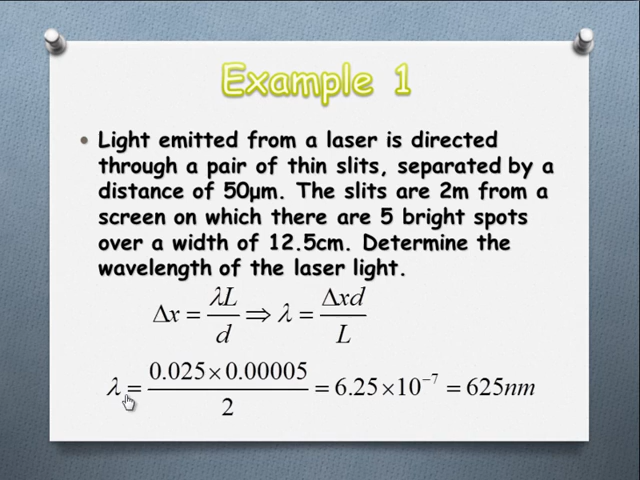 Example 1
• Light emitted from a laser is directed
through a pair of thin slits, separated by a
distance of 50μm. The slits are 2m from a
screen on which there are 5 bright spots
over a width of 12.5cm. Determine the
wavelength of the laser light.
Δx = λL/d ⇒ λ = Δxd/L
λ = 0.025×0.00005/2 = 6.25×10⁻⁷ = 625nm